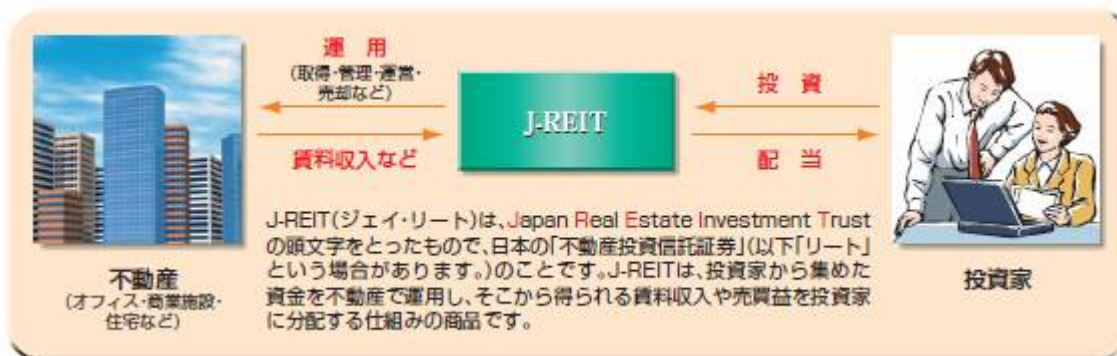 運 用
(取得・管理・運営・
売却など)
投 資
J-REIT
賃料収入など
配 当
J-REIT(ジェイ・リート)は、Japan Real Estate Investment Trust
の頭文字をとったもので、日本の「不動産投資信託証券」(以下「リート」
という場合があります。)のことです。J-REITは、投資家から集めた
資金を不動産で運用し、そこから得られる賃料収入や売買益を投資家
に分配する仕組みの商品です。
不動産
(オフィス・商業施設・
住宅など)
投資家